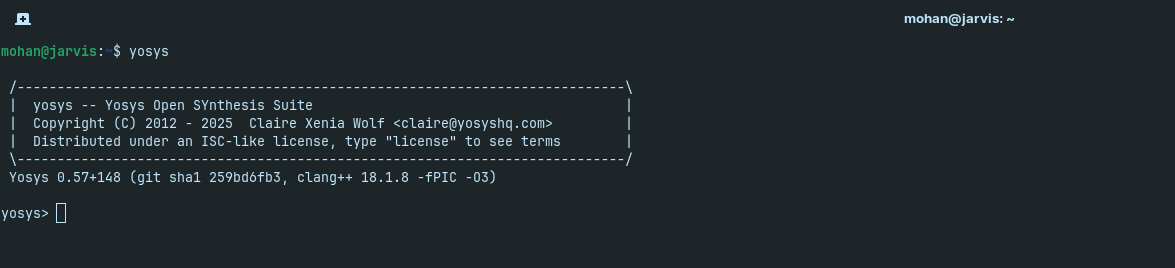 mohan@jarvis: ~
mohan@jarvis:~$ yosys
/----------------------------------------------------------------------------\
|  yosys -- Yosys Open SYnthesis Suite                                       |
|  Copyright (C) 2012 - 2025  Claire Xenia Wolf <claire@yosyshq.com>         |
|  Distributed under an ISC-like license, type "license" to see terms        |
\----------------------------------------------------------------------------/
Yosys 0.57+148 (git sha1 259bd6fb3, clang++ 18.1.8 -fPIC -O3)
yosys>